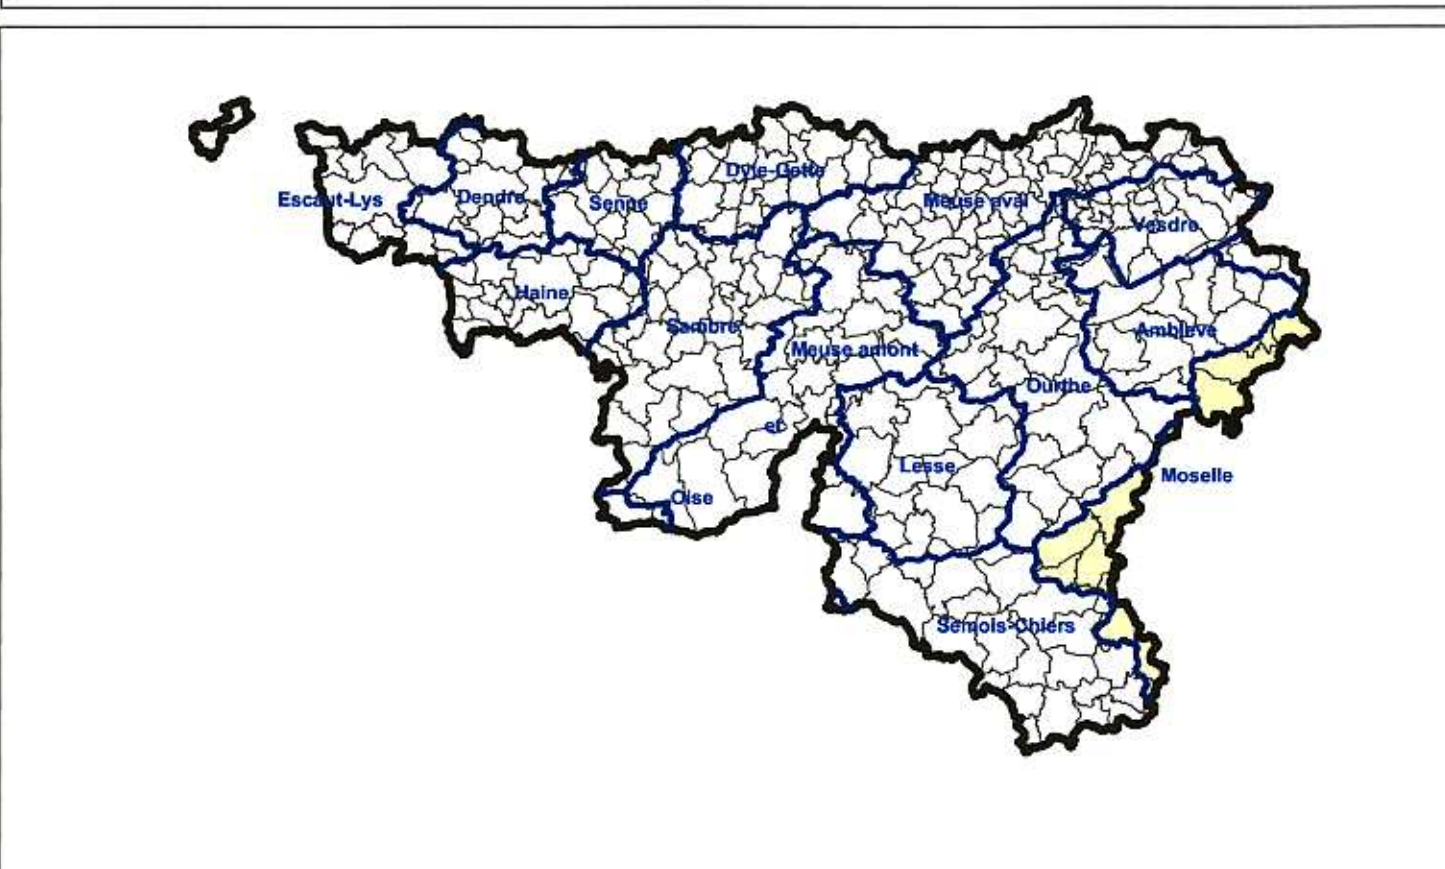 Dyle-Gette
Escaut-Lys
Dendre
Senne
Meuse aval
Vesdre
Haine
Sambre
Amblève
Meuse amont
Ourthe
et
Lesse
Moselle
Oise
Semois-Chiers